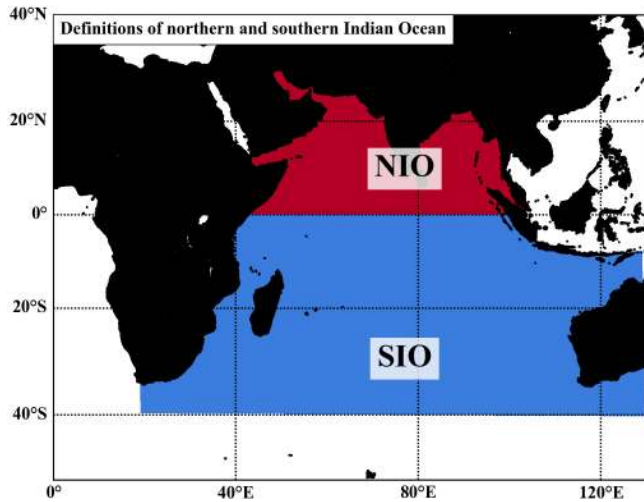 Definitions of northern and southern Indian Ocean
40°N
20°N
NIO
0°
20°S
SIO
40°S
0° 40°E 80°E 120°E